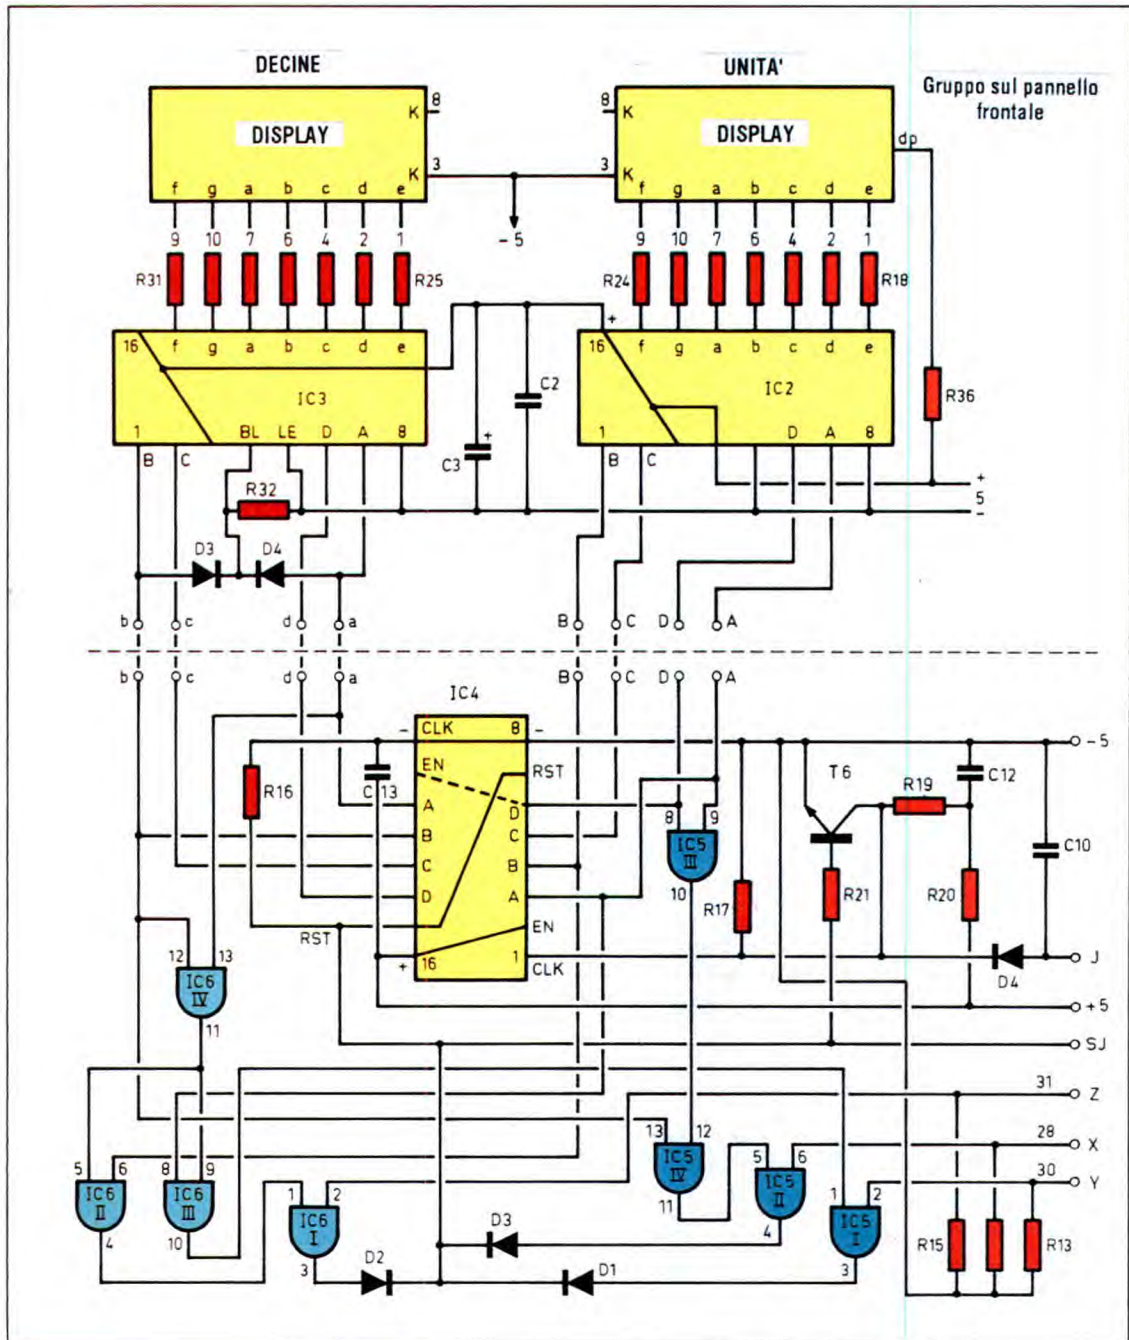 DECINE
UNITA'
Gruppo sul pannello
frontale
DISPLAY
K 8
K 3
8 K
3 K
DISPLAY
dp
f g a b c d e
f g a b c d e
-5
9 10 7 6 4 2 1
9 10 7 6 4 2 1
R31
R25
R24
R18
+
16
f g a b c d e
16
f g a b c d e
IC3
C2
IC2
R36
1
BL LE D A 8
1
D A 8
B C
C3
+
B C
+
5
-
R32
D3 D4
b c d a
B C D A
b c d a
B C D A
IC4
- CLK 8 -
EN
RST
A
B
C
D
RST
+ 16
D
C
B
A
EN
1
CLK
R16
C13
8 9
IC5
III
10
R17
T6
R19
C12
R21
R20
C10
D4
-5
J
+5
SJ
12 13
IC6
IV
11
31 Z
28 X
30 Y
5 6
IC6
II
4
8 9
IC6
III
10
1 2
IC6
I
3
13 12
IC5
IV
11
5 6
IC5
II
4
1 2
IC5
I
3
D3
D2
D1
R15
R13